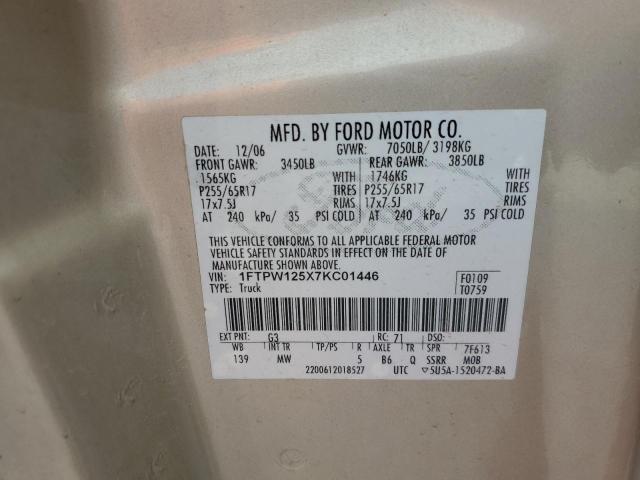 MFD. BY FORD MOTOR CO.
DATE: 12/06 GVWR: 7050LB/ 3198KG
FRONT GAWR: 3450LB REAR GAWR: 3850LB
1565KG 1746KG
P255/65R17 TIRES P255/65R17 TIRES
17x7.5J RIMS 17x7.5J RIMS
AT 240 kPa/ 35 PSI COLD AT 240 kPa/ 35 PSI COLD
THIS VEHICLE CONFORMS TO ALL APPLICABLE FEDERAL MOTOR
VEHICLE SAFETY STANDARDS IN EFFECT ON THE DATE OF
MANUFACTURE SHOWN ABOVE.
VIN: 1FTPW125X7KC01446 F0109
TYPE: Truck T0759
EXT PNT: G3 RC: 71 DSO:
WB INT TR TP/PS R AXLE TR SPR 7F613
139 MW 5 B6 Q SSRR MOB
2200612018527 UTC ▽5U5A-1520472-BA